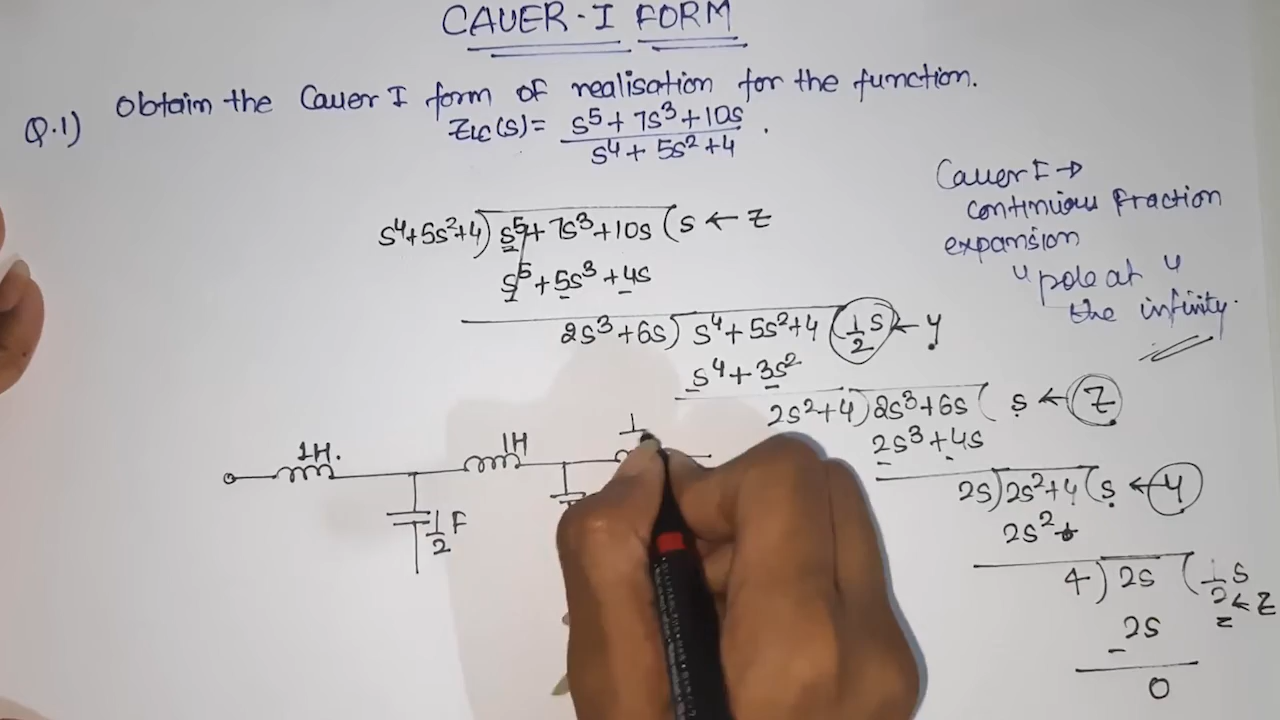 CAUER - I FORM
Q.1) Obtain the Cauer I form of realisation for the function.
Z_LC(s) = s⁵ + 7s³ + 10s / s⁴ + 5s² + 4 .
Cauer I →
continuous fraction
expansion
"pole at"
the infinity.
s⁴+5s²+4 ) s⁵ + 7s³ + 10s ( s ← Z
s⁵ + 5s³ + 4s
2s³ + 6s ) s⁴ + 5s² + 4 ( 1/2 s ← Y
s⁴ + 3s²
2s² + 4 ) 2s³ + 6s ( s ← Z
2s³ + 4s
2s ) 2s² + 4 ( s ← Y
2s²
4 ) 2s ( 1/2 s ← Z
2s
0
1H.
1H
1
1/2 F